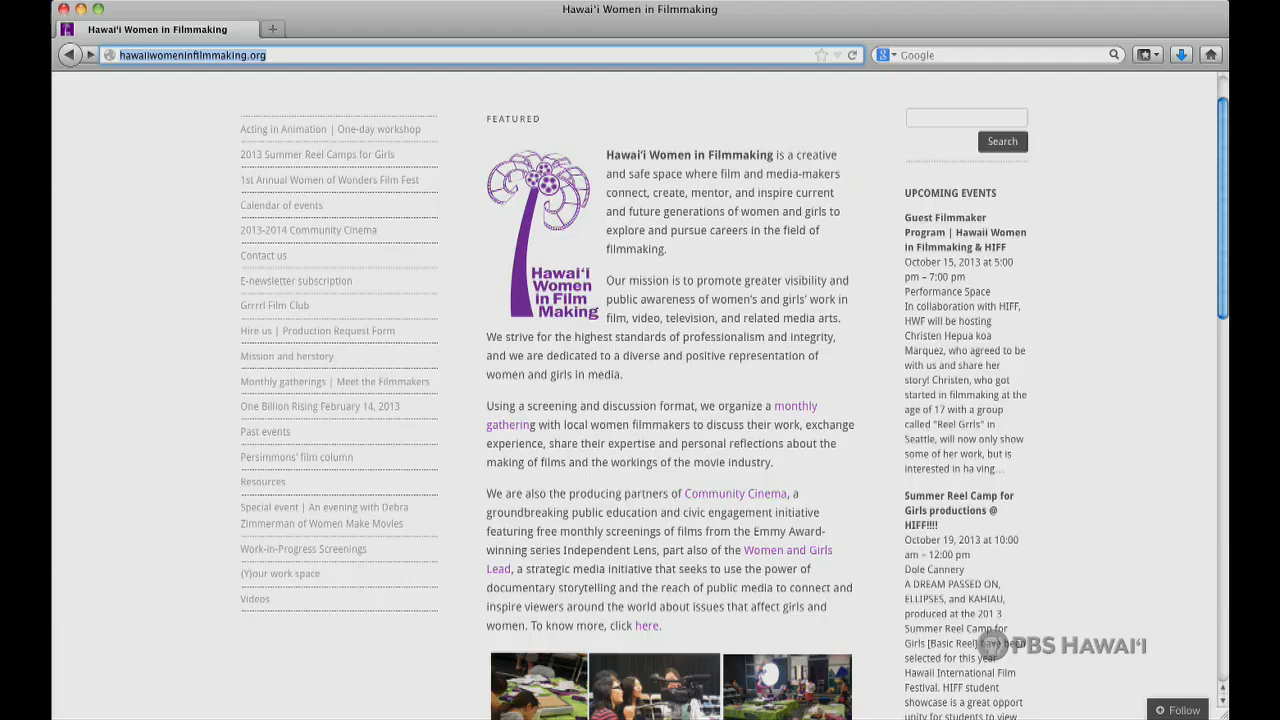 Hawai'i Women in Filmmaking
Hawai'i Women in Filmmaking
hawaiiwomeninfilmmaking.org
Google
Acting in Animation | One-day workshop
2013 Summer Reel Camps for Girls
1st Annual Women of Wonders Film Fest
Calendar of events
2013-2014 Community Cinema
Contact us
E-newsletter subscription
Grrrrl Film Club
Hire us | Production Request Form
Mission and herstory
Monthly gatherings | Meet the Filmmakers
One Billion Rising February 14, 2013
Past events
Persimmons' film column
Resources
Special event | An evening with Debra
Zimmerman of Women Make Movies
Work-in-Progress Screenings
(Y)our work space
Videos
FEATURED
Hawai'i
Women
in Film
Making
Hawai'i Women in Filmmaking is a creative
and safe space where film and media-makers
connect, create, mentor, and inspire current
and future generations of women and girls to
explore and pursue careers in the field of
filmmaking.
Our mission is to promote greater visibility and
public awareness of women's and girls' work in
film, video, television, and related media arts.
We strive for the highest standards of professionalism and integrity,
and we are dedicated to a diverse and positive representation of
women and girls in media.
Using a screening and discussion format, we organize a monthly
gathering with local women filmmakers to discuss their work, exchange
experience, share their expertise and personal reflections about the
making of films and the workings of the movie industry.
We are also the producing partners of Community Cinema, a
groundbreaking public education and civic engagement initiative
featuring free monthly screenings of films from the Emmy Award-
winning series Independent Lens, part also of the Women and Girls
Lead, a strategic media initiative that seeks to use the power of
documentary storytelling and the reach of public media to connect and
inspire viewers around the world about issues that affect girls and
women. To know more, click here.
Search
UPCOMING EVENTS
Guest Filmmaker
Program | Hawaii Women
in Filmmaking & HIFF
October 15, 2013 at 5:00
pm – 7:00 pm
Performance Space
In collaboration with HIFF,
HWF will be hosting
Christen Hepua koa
Marquez, who agreed to be
with us and share her
story! Christen, who got
started in filmmaking at the
age of 17 with a group
called "Reel Grrls" in
Seattle, will now only show
some of her work, but is
interested in ha ving...
Summer Reel Camp for
Girls productions @
HIFF!!!!
October 19, 2013 at 10:00
am – 12:00 pm
Dole Cannery
A DREAM PASSED ON,
ELLIPSES, and KAHIAU,
produced at the 201 3
Summer Reel Camp for
Girls [Basic Reel] have been
selected for this year
Hawaii International Film
Festival. HIFF student
showcase is a great opport
unity for students to view
PBS HAWAI'I
Follow